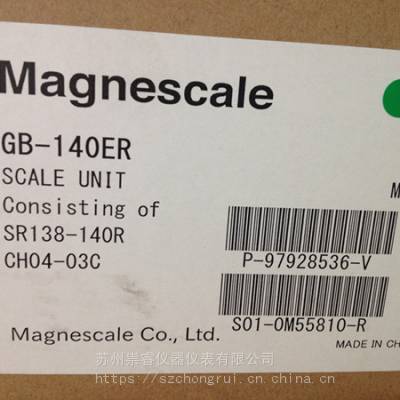 Magnescale
GB-140ER
SCALE UNIT
Consisting of
SR138-140R
CH04-03C
M
P-97928536-V
S01-0M55810-R
Magnescale Co., Ltd.
MADE IN CH
苏州崇睿仪器仪表有限公司
https://szchongrui.cn.china.cn/